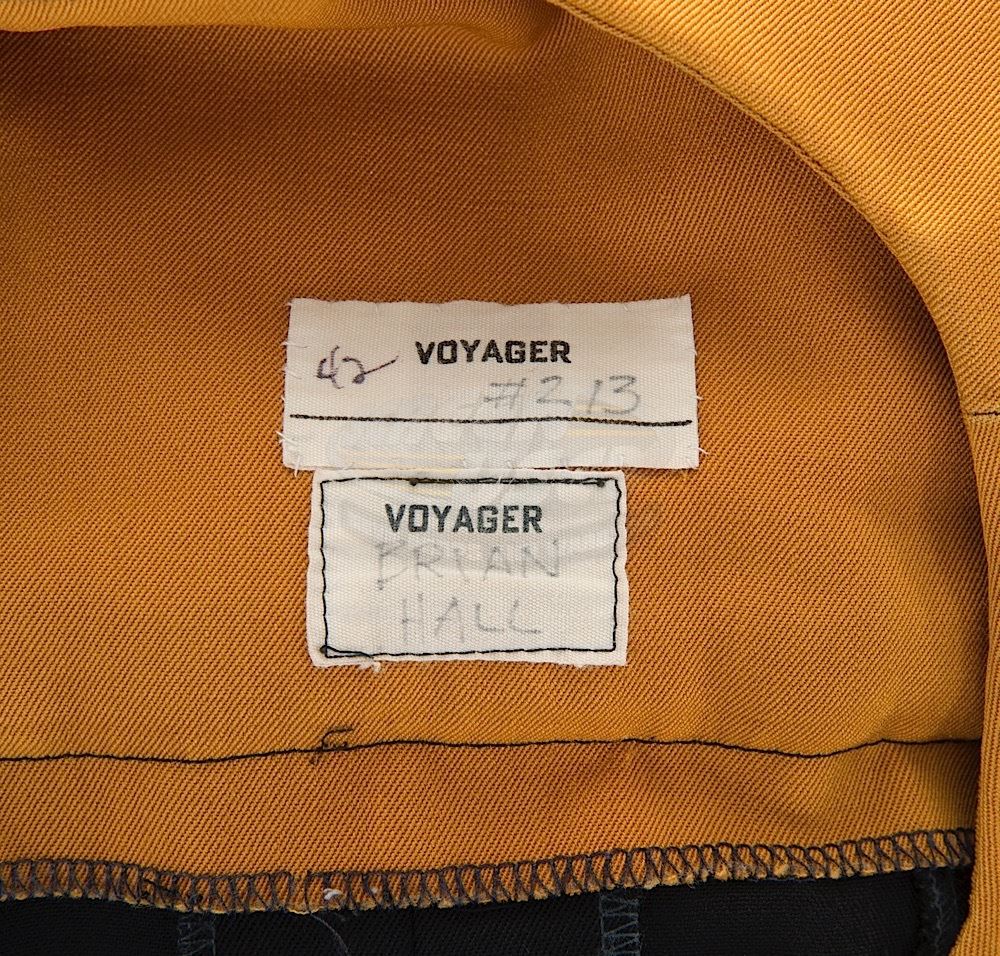 42 VOYAGER
#213
VOYAGER
BRIAN
HALL